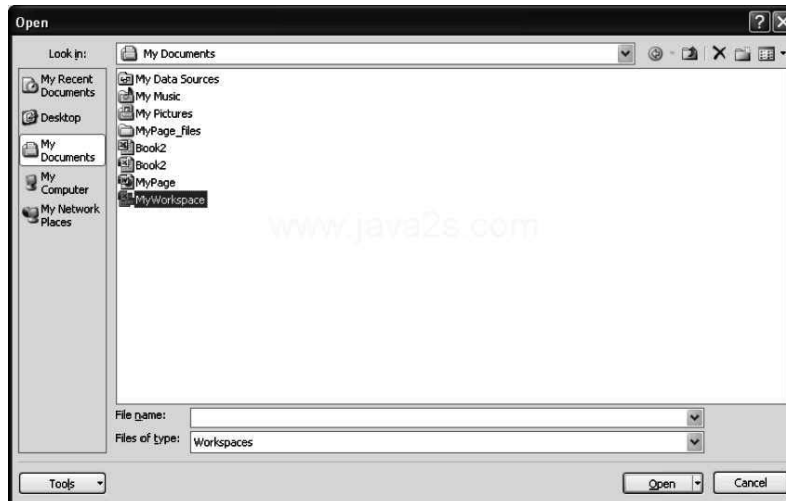 Open
Look in:
My Documents
My Recent
Documents
Desktop
My
Documents
My
Computer
My Network
Places
My Data Sources
My Music
My Pictures
MyPage_files
Book2
Book2
MyPage
MyWorkspace
www.java2s.com
File name:
Files of type:
Workspaces
Tools
Open
Cancel